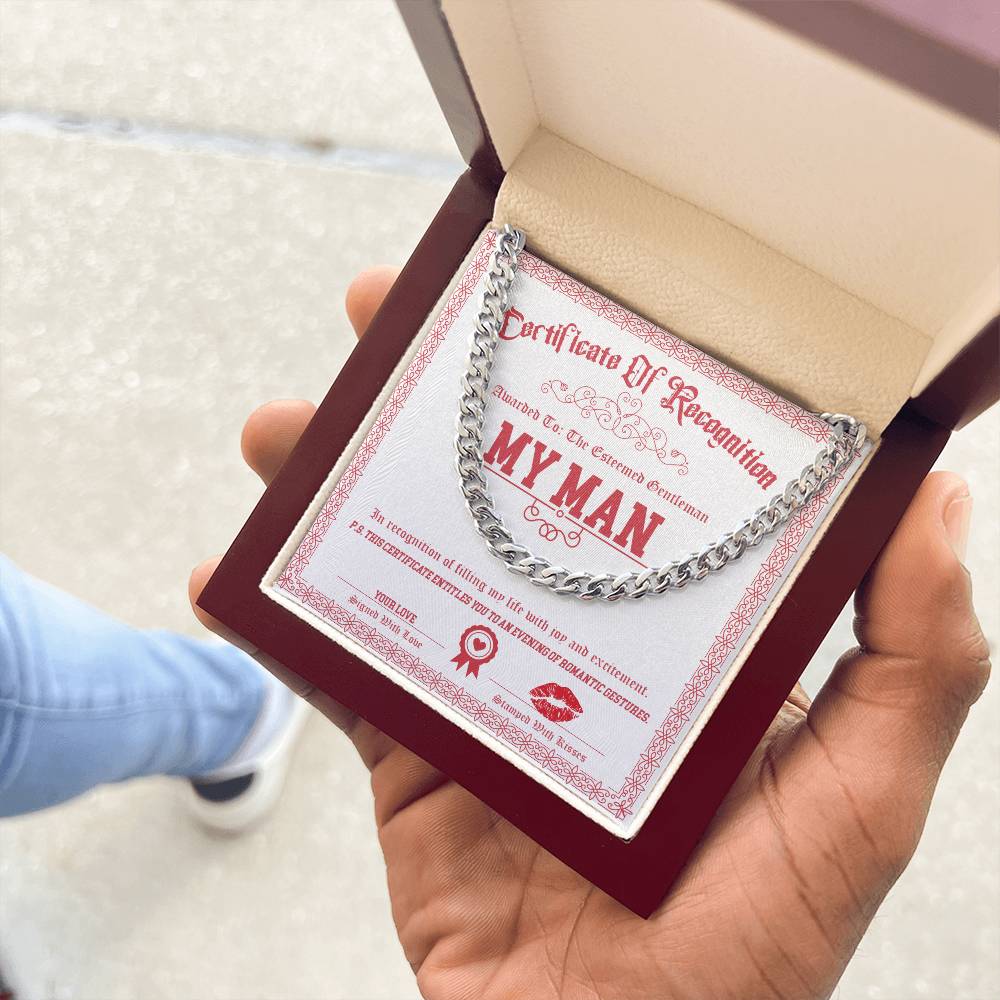 Certificate Of Recognition
Awarded To: The Esteemed Gentleman
MY MAN
In recognition of filling my life with joy and excitement.
P.S. THIS CERTIFICATE ENTITLES YOU TO AN EVENING OF ROMANTIC GESTURES.
YOUR LOVE
Signed With Love
Stamped With Kisses